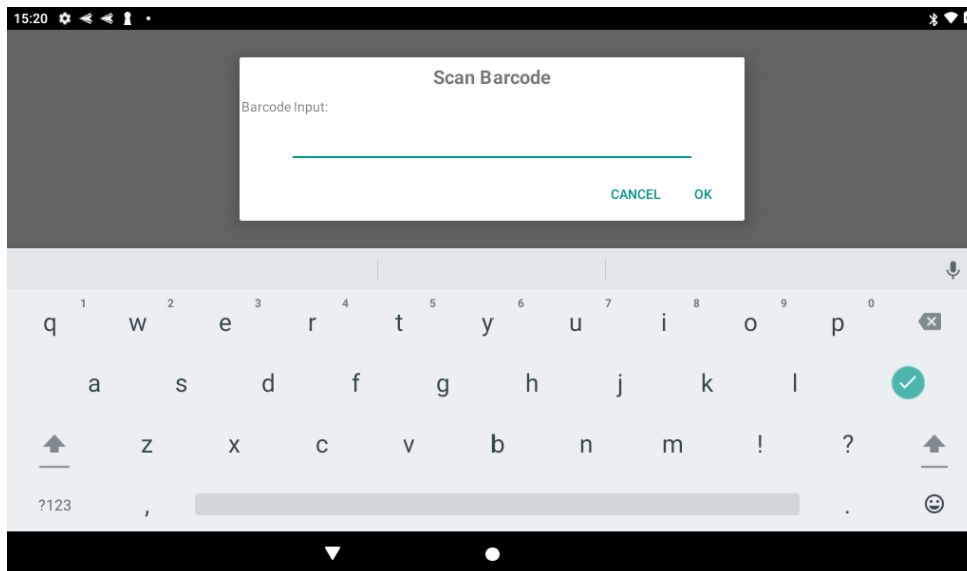 15:20
Scan Barcode
Barcode Input:
CANCEL OK
1 2 3 4 5 6 7 8 9 0
q w e r t y u i o p
a s d f g h j k l
z x c v b n m ! ?
?123 , .